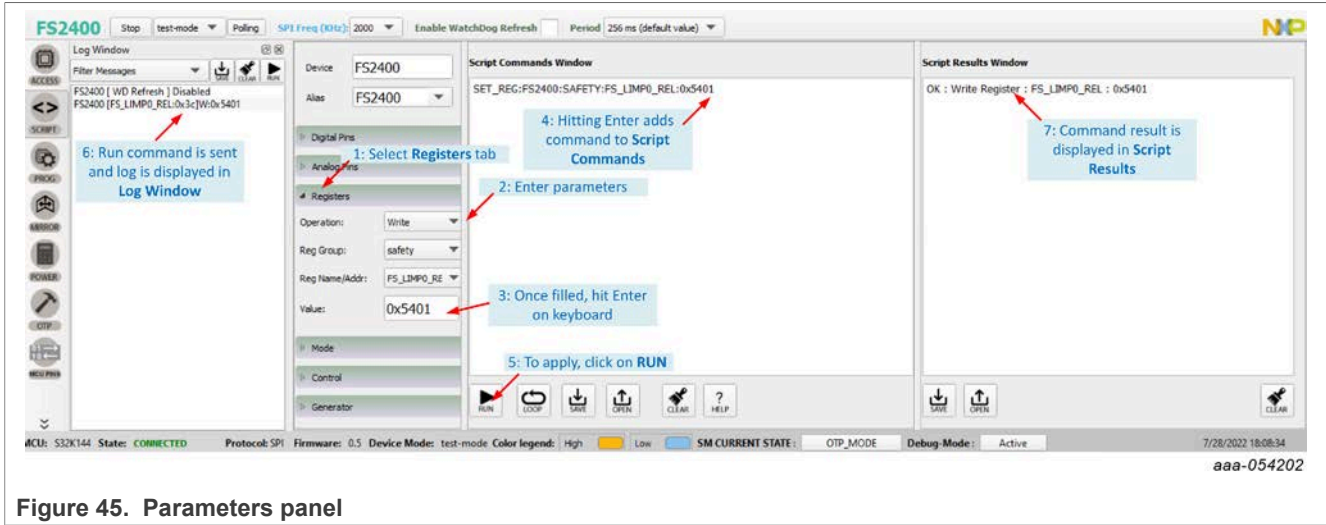 FS2400 Stop test-mode Polling SPI Freq (KHz): 2000 Enable WatchDog Refresh Period 256 ms (default value) NXP
Log Window
Filter Messages SAVE CLEAR RUN
FS2400 [ WD Refresh ] Disabled
FS2400 [FS_LIMP0_REL:0x3c]W:0x5401
6: Run command is sent
and log is displayed in
Log Window
ACCESS
SCRIPT
PROG
MIRROR
POWER
OTP
MCU PINS
Device FS2400
Alias FS2400
Digital Pins
Analog Pins
1: Select Registers tab
Registers
2: Enter parameters
Operation: Write
Reg Group: safety
Reg Name/Addr: FS_LIMP0_RE
Value: 0x5401
3: Once filled, hit Enter
on keyboard
Mode
Control
Generator
Script Commands Window
SET_REG:FS2400:SAFETY:FS_LIMP0_REL:0x5401
4: Hitting Enter adds
command to Script
Commands
5: To apply, click on RUN
RUN LOOP SAVE OPEN CLEAR ? HELP
Script Results Window
OK : Write Register : FS_LIMP0_REL : 0x5401
7: Command result is
displayed in Script
Results
SAVE OPEN CLEAR
MCU: S32K144 State: CONNECTED Protocol: SPI Firmware: 0.5 Device Mode: test-mode Color legend: High Low SM CURRENT STATE : OTP_MODE Debug-Mode : Active 7/28/2022 18:08:34
aaa-054202
Figure 45. Parameters panel